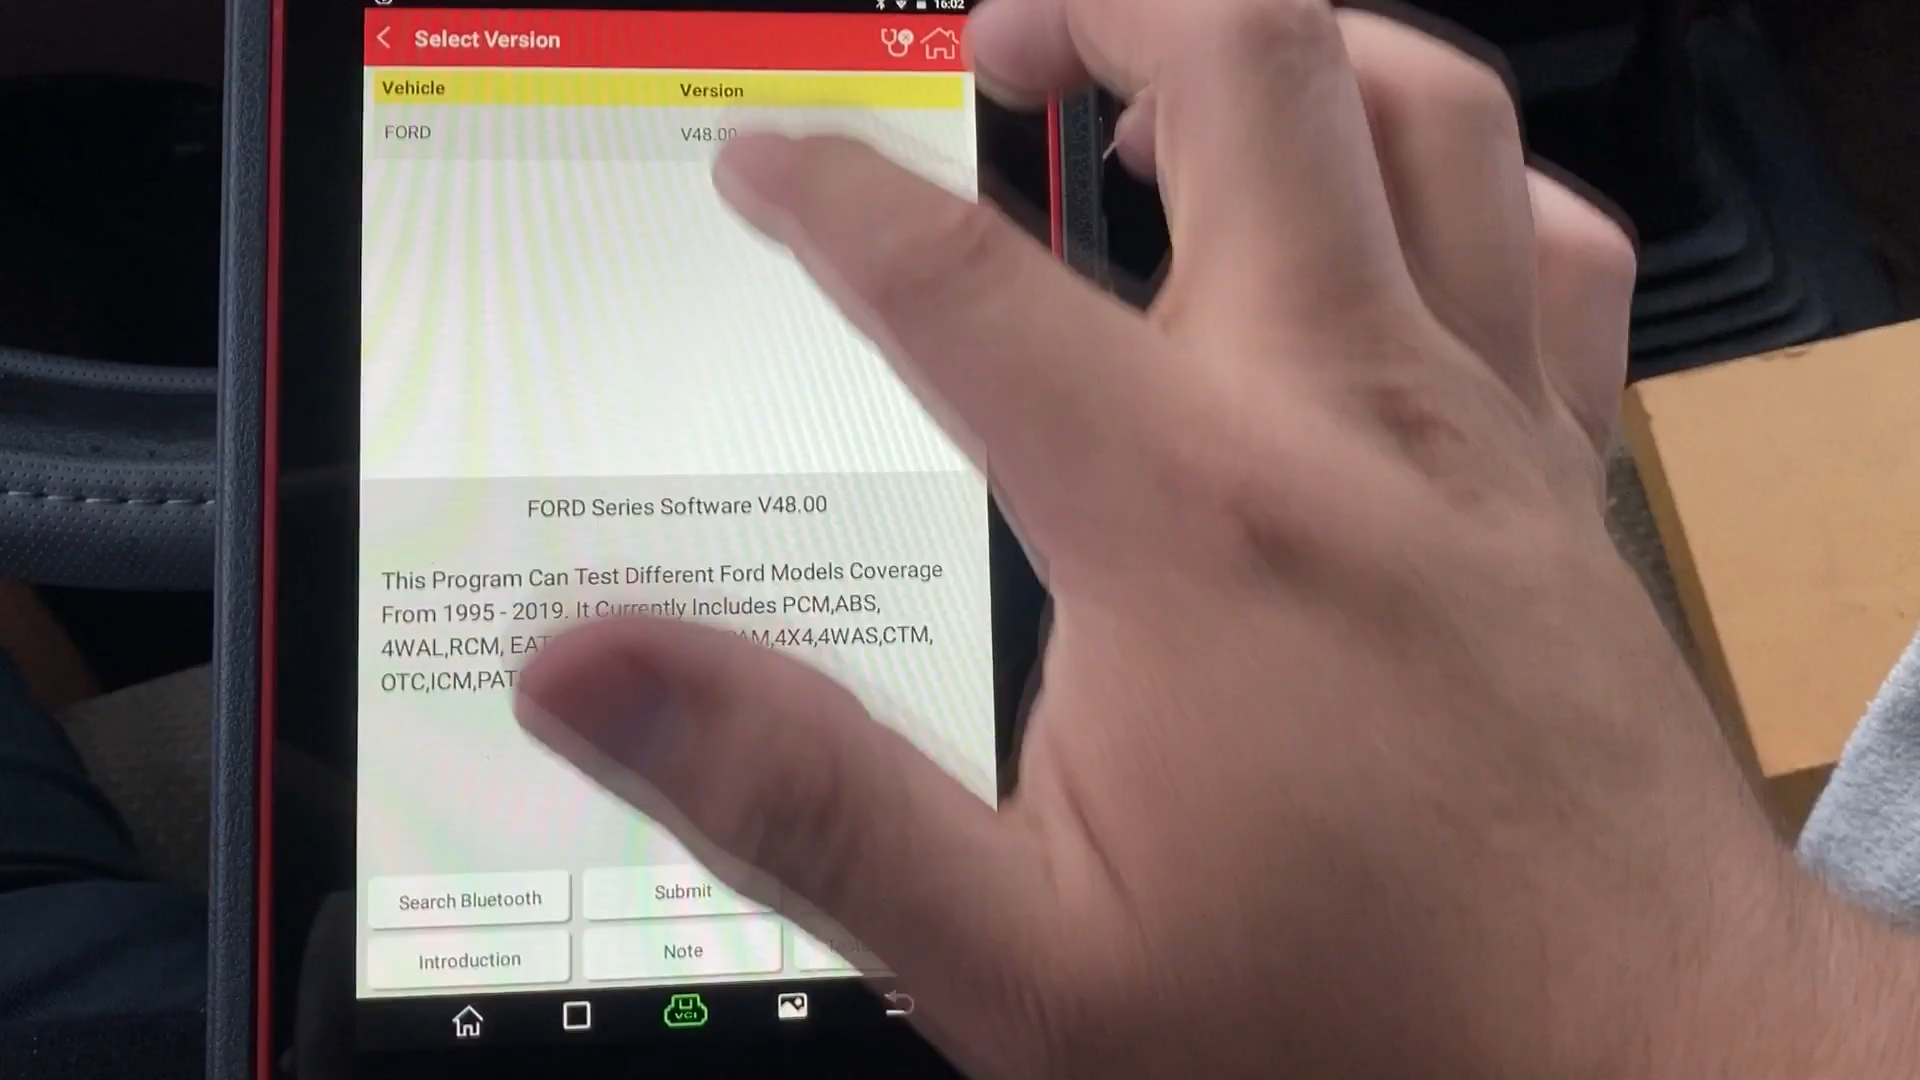 16:02
Select Version
Vehicle Version
FORD V48.00
FORD Series Software V48.00
This Program Can Test Different Ford Models Coverage
From 1995 - 2019. It Currently Includes PCM,ABS,
4WAL,RCM, 4X4,4WAS,CTM,
OTC,ICM,
Search Bluetooth Submit
Introduction Note
VCI